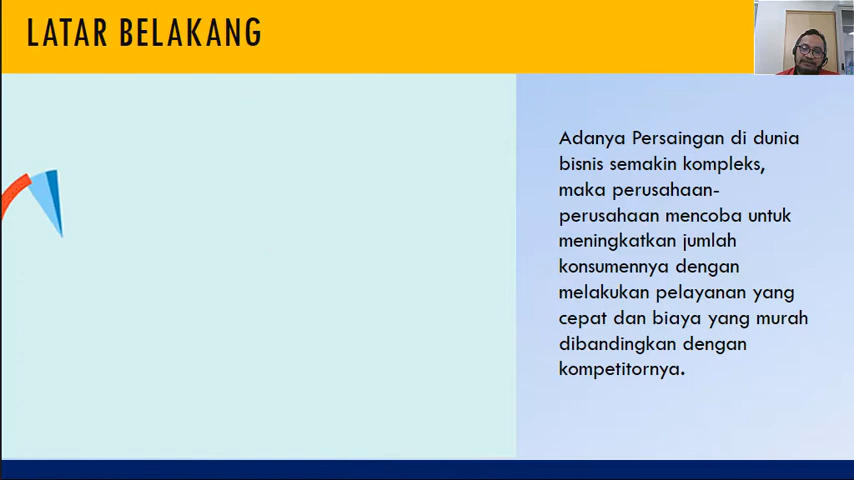 LATAR BELAKANG
Adanya Persaingan di dunia
bisnis semakin kompleks,
maka perusahaan-
perusahaan mencoba untuk
meningkatkan jumlah
konsumennya dengan
melakukan pelayanan yang
cepat dan biaya yang murah
dibandingkan dengan
kompetitornya.